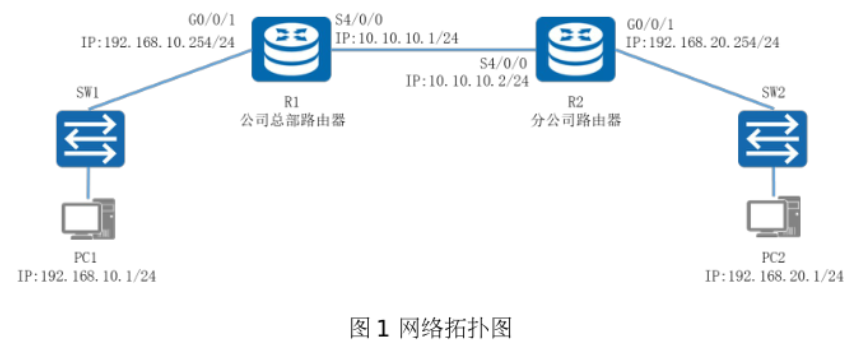 G0/0/1
IP:192.168.10.254/24
S4/0/0
IP:10.10.10.1/24
S4/0/0
IP:10.10.10.2/24
G0/0/1
IP:192.168.20.254/24
SW1
R1
公司总部路由器
R2
分公司路由器
SW2
PC1
IP:192.168.10.1/24
PC2
IP:192.168.20.1/24
图 1 网络拓扑图